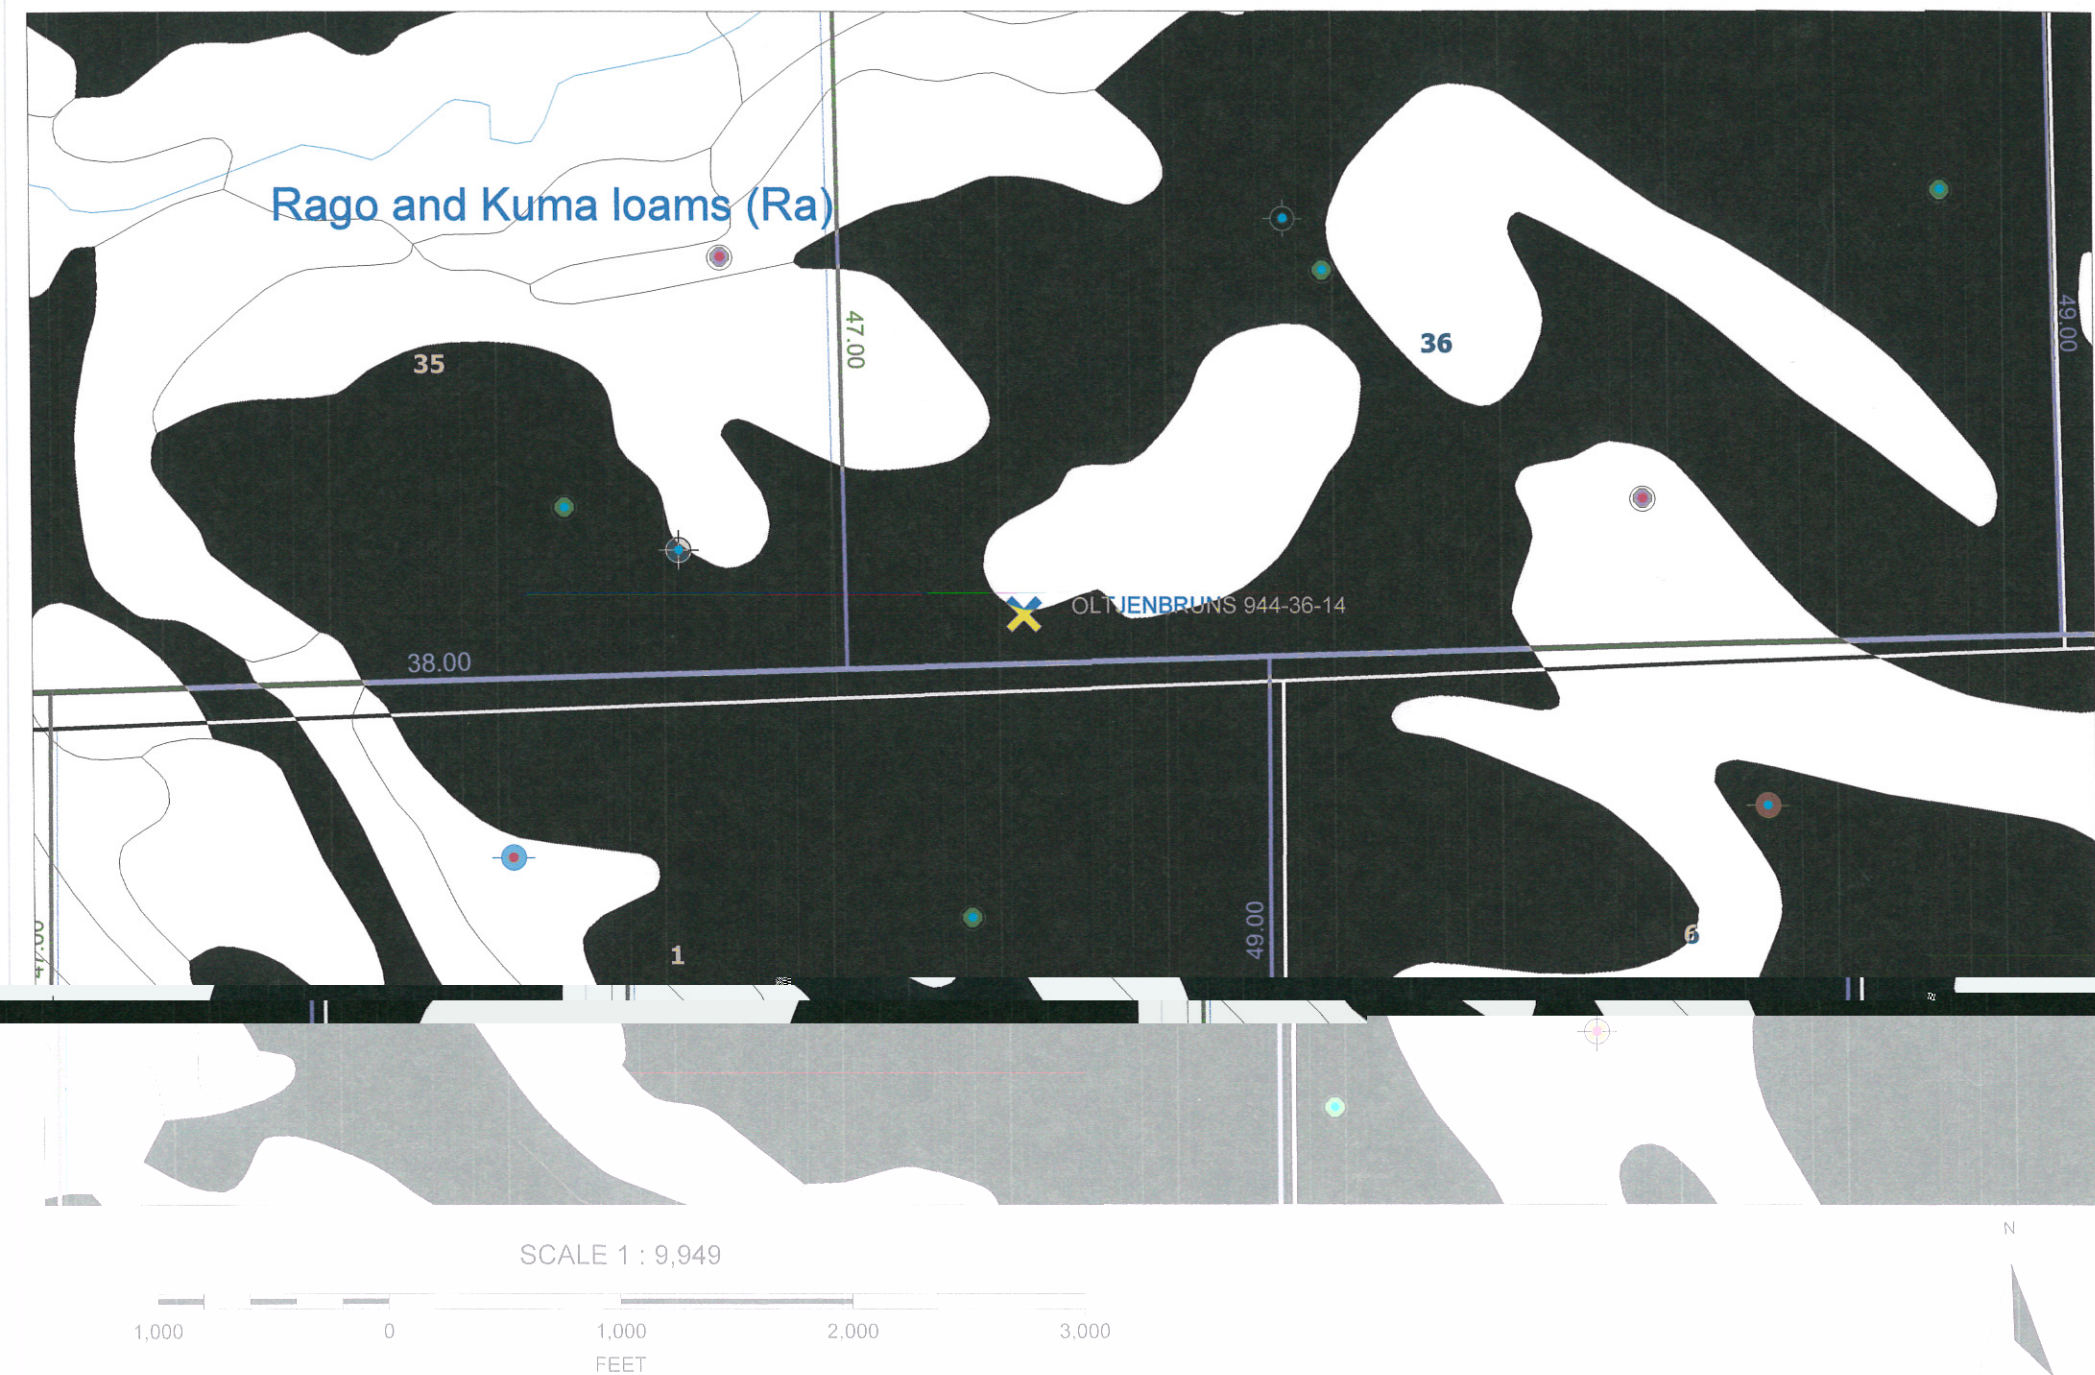 Rago and Kuma loams (Ra)
47.00
49.00
35
36
OLTJENBRUNS 944-36-14
38.00
49.00
1
6
SCALE 1 : 9,949
1,000 0 1,000 2,000 3,000
FEET
N